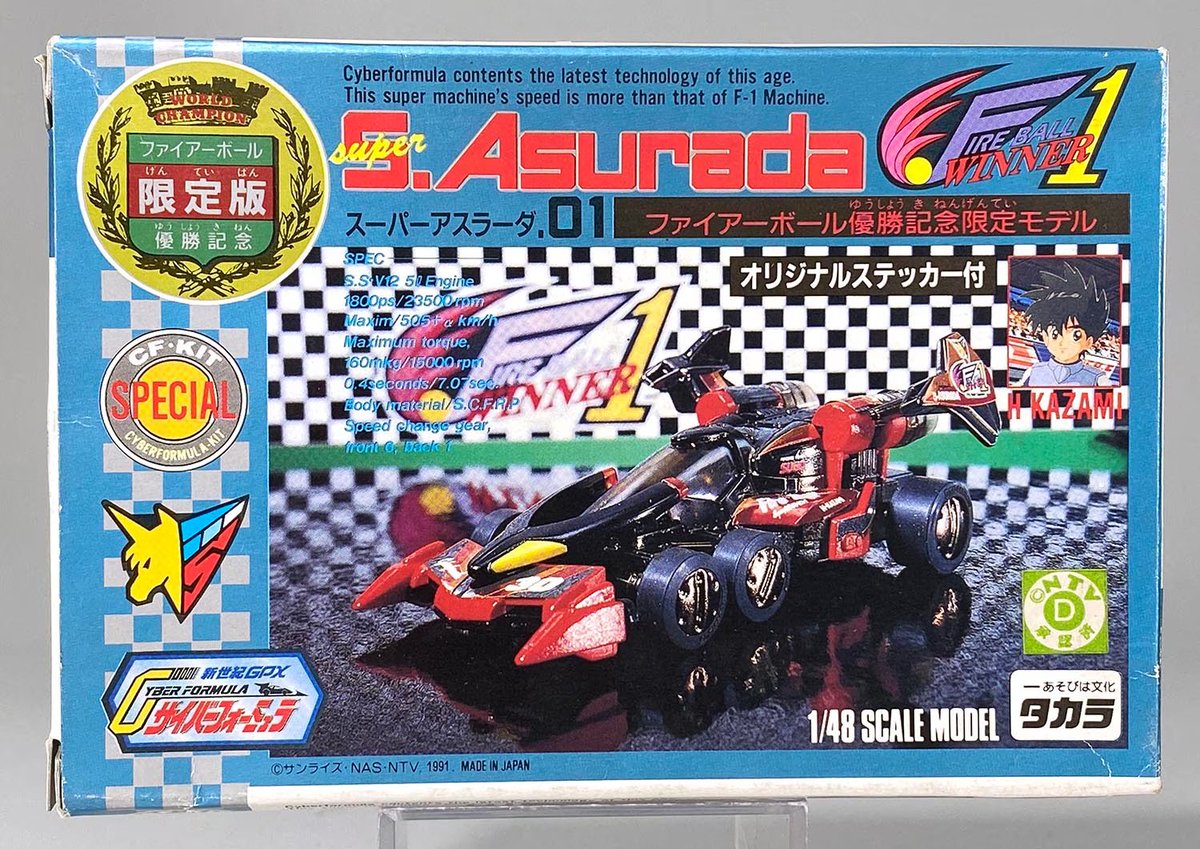 Cyberformula contents the latest technology of this age.
This super machine's speed is more than that of F-1 Machine.
super S.Asurada
FIRE BALL
WINNER 1
スーパーアスラーダ.01
ゆうしょうきねんげんてい
ファイアーボール優勝記念限定モデル
WORLD
CHAMPION
ファイアーボール
げんていばん
限定版
ゆうしょうきねん
優勝記念
SPEC
S.S・V12 5ℓ Engine
1800ps/23500rpm
Maxim/505+α km/h
Maximum torque,
160mkg/15000rpm
0,4seconds/7.07sec.
Body material/S.C.F.R.P
Speed change gear,
front 6, back 1
オリジナルステッカー付
H KAZAMI
FIRE BALL
WINNER 1
CF・KIT
SPECIAL
CYBERFORMULA-KIT
新世紀GPX
CYBER FORMULA
サイバーフォーミュラ
©NTV
D
承認済
1/48 SCALE MODEL
あそびは文化
タカラ
©サンライズ・NAS・NTV, 1991. MADE IN JAPAN